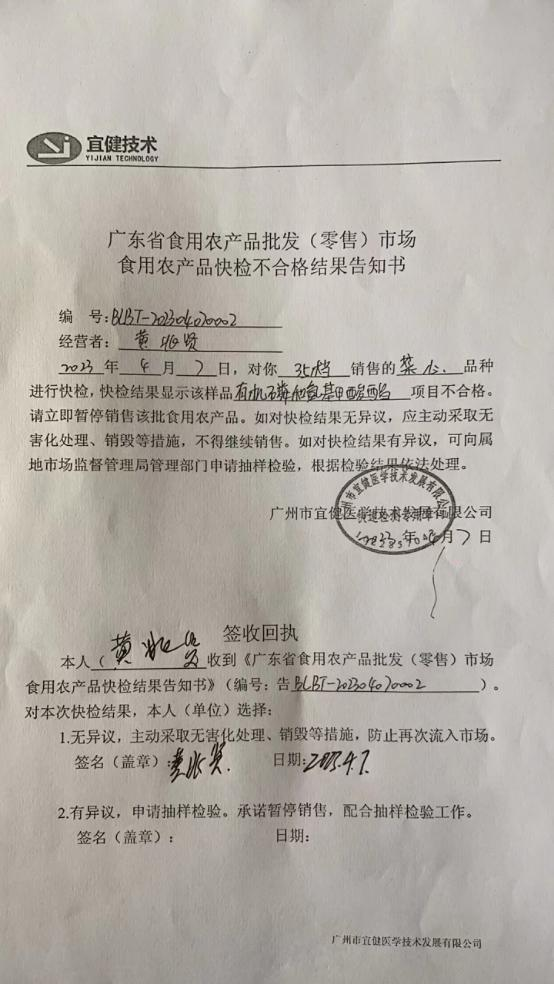 宜健技术
YIJIAN TECHNOLOGY
广东省食用农产品批发（零售）市场
食用农产品快检不合格结果告知书
编 号：BLBT-202304070002
经营者：黄 贤
2023 年 4 月 7 日，对你 35档 销售的 菜心 品种
进行快检，快检结果显示该样品 有机磷和氨基甲酸酯 项目不合格。
请立即暂停销售该批食用农产品。如对快检结果无异议，应主动采取无
害化处理、销毁等措施，不得继续销售。如对快检结果有异议，可向属
地市场监督管理局管理部门申请抽样检验，根据检验结果依法处理。
广州市宜健医学技术发展有限公司
2023 年 4 月 7 日
签收回执
本人（黄 贤 收到《广东省食用农产品批发（零售）市场
食用农产品快检结果告知书》（编号：告 BLBT-202304070002 ）。
对本次快检结果，本人（单位）选择：
1.无异议，主动采取无害化处理、销毁等措施，防止再次流入市场。
签名（盖章）：黄 贤 日期：2023.4.7.
2.有异议，申请抽样检验。承诺暂停销售，配合抽样检验工作。
签名（盖章）： 日期：
广州市宜健医学技术发展有限公司